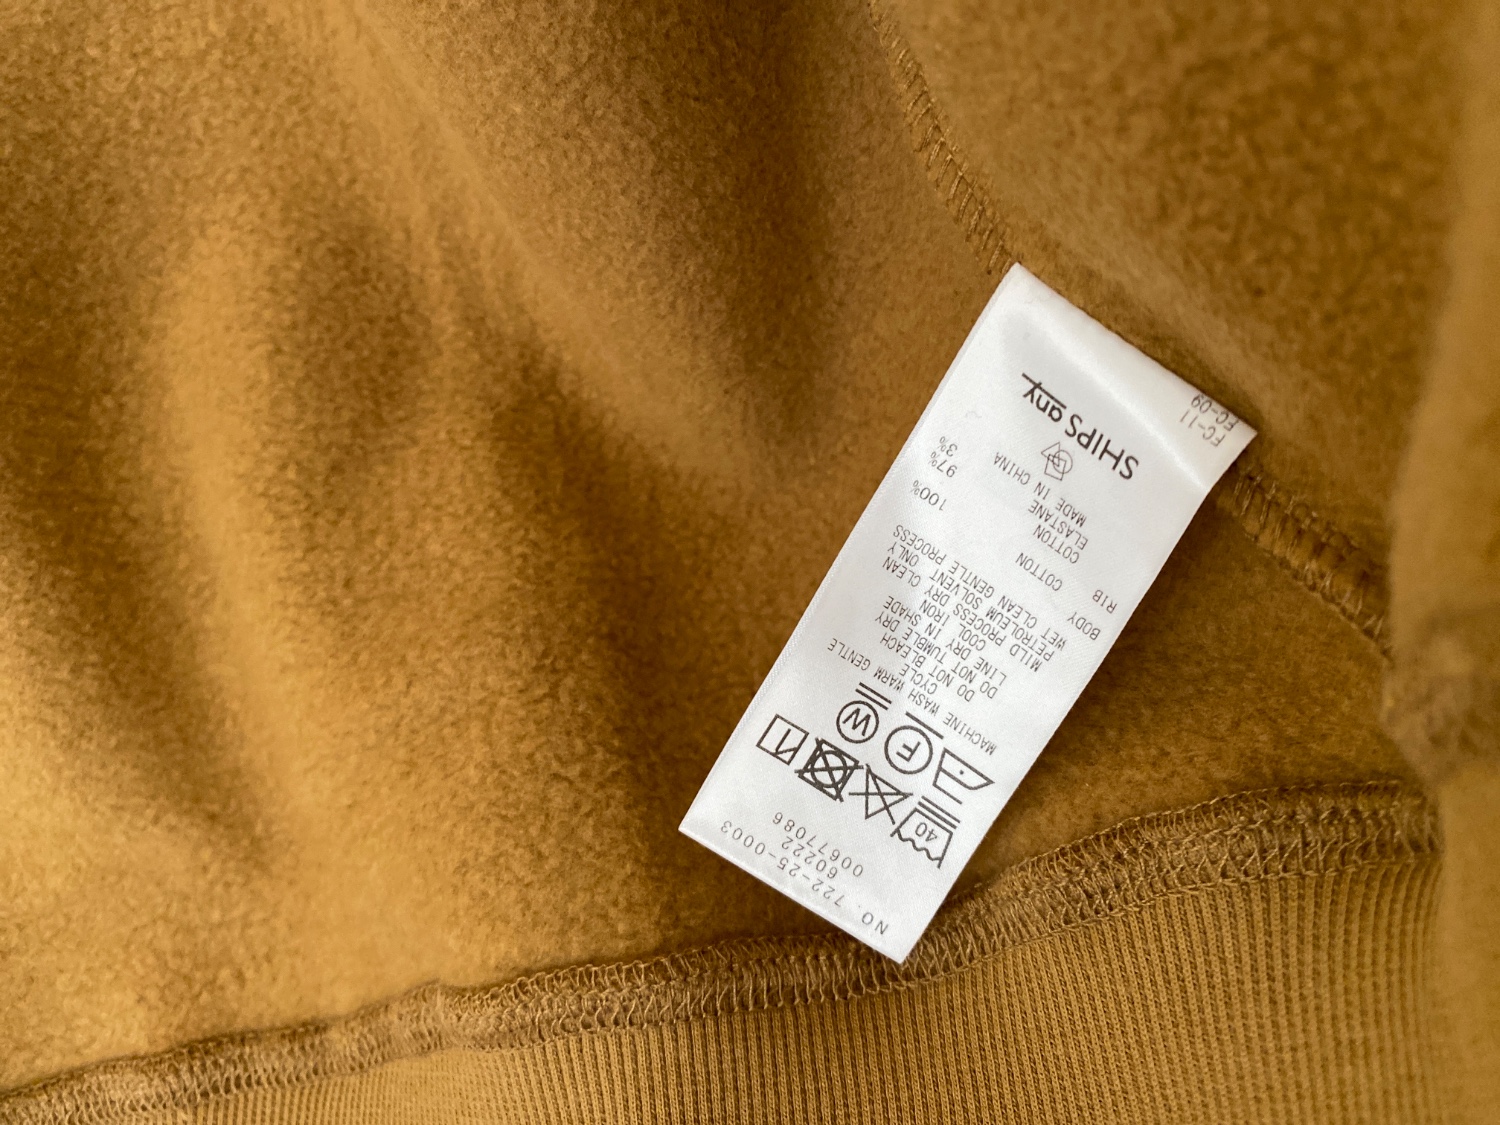 NO. 722-25-0003
60222
00677086
40
F W
MACHINE WASH WARM GENTLE
CYCLE
DO NOT BLEACH
DO NOT TUMBLE DRY
LINE DRY IN SHADE
COOL IRON
MILD PROCESS DRY CLEAN
PETROLEUM SOLVENT ONLY
WET CLEAN GENTLE PROCESS
BODY COTTON 100%
RIB COTTON 97%
ELASTANE 3%
MADE IN CHINA
SHIPS any
FC-11
FC-09